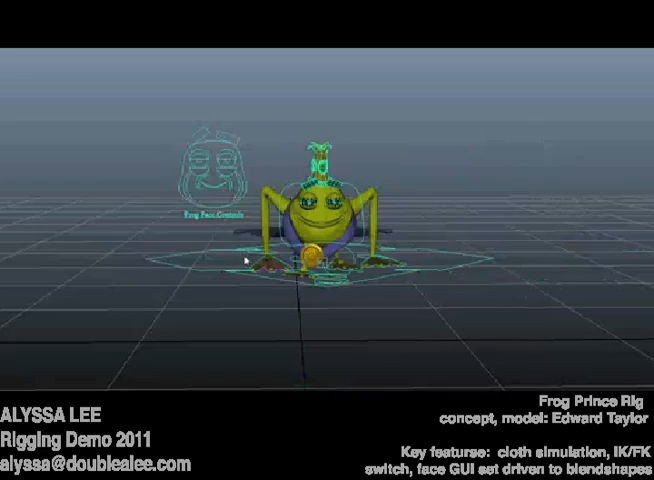 Frog Face Controls
ALYSSA LEE
Rigging Demo 2011
alyssa@doublealee.com
Frog Prince Rig
concept, model: Edward Taylor
Key featurse: cloth simulation, IK/FK
switch, face GUI set driven to blendshapes